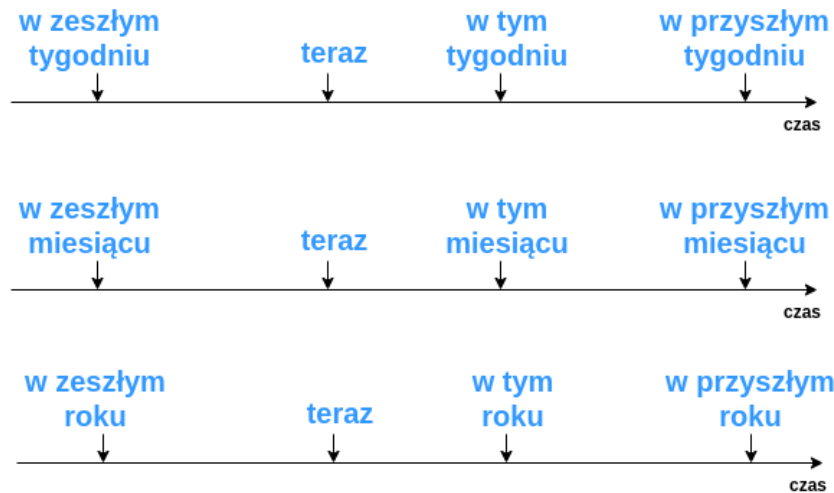 w zeszłym
tygodniu
teraz
w tym
tygodniu
w przyszłym
tygodniu
czas
w zeszłym
miesiącu
teraz
w tym
miesiącu
w przyszłym
miesiącu
czas
w zeszłym
roku
teraz
w tym
roku
w przyszłym
roku
czas